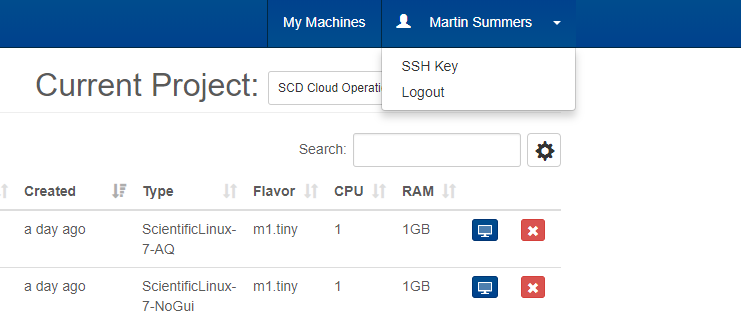 My Machines
Martin Summers
SSH Key
Logout
Current Project:
SCD Cloud Operati
Search:
Created Type Flavor CPU RAM
a day ago ScientificLinux- m1.tiny 1 1GB
7-AQ
a day ago ScientificLinux- m1.tiny 1 1GB
7-NoGui